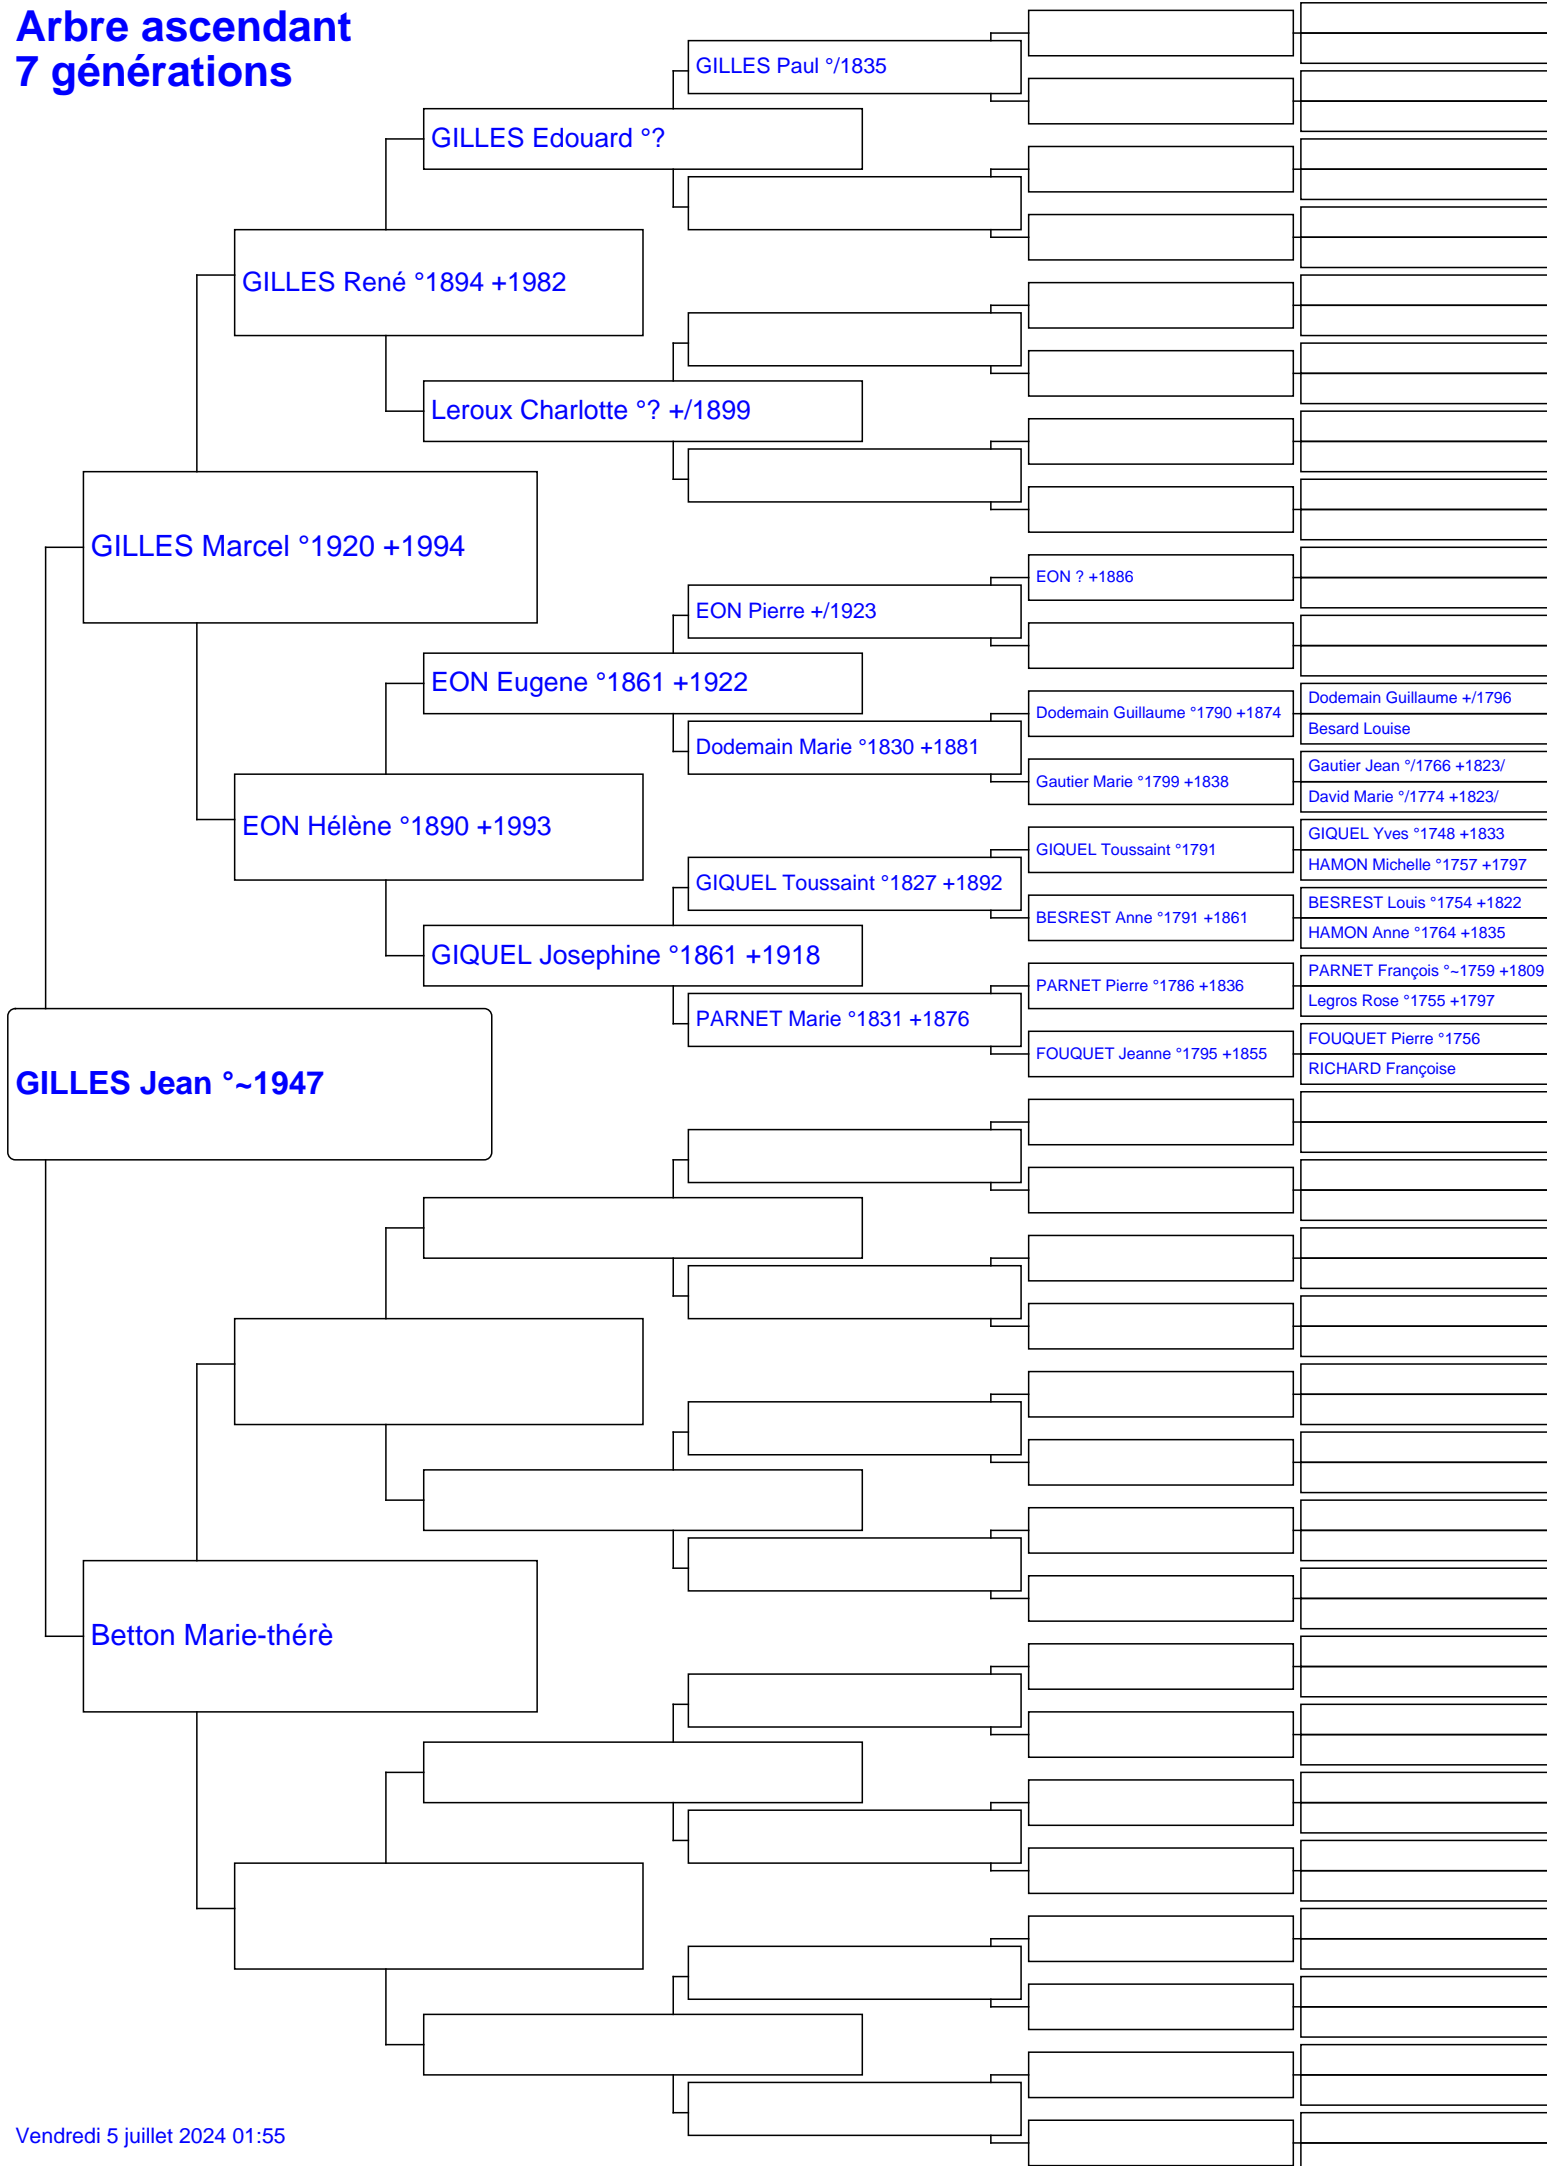 Arbre ascendant
7 générations
GILLES Paul °/1835
GILLES Edouard °?
GILLES René °1894 +1982
Leroux Charlotte °? +/1899
GILLES Marcel °1920 +1994
EON ? +1886
EON Pierre +/1923
EON Eugene °1861 +1922
Dodemain Guillaume °1790 +1874
Dodemain Guillaume +/1796
Besard Louise
Dodemain Marie °1830 +1881
Gautier Marie °1799 +1838
Gautier Jean °/1766 +1823/
David Marie °/1774 +1823/
EON Hélène °1890 +1993
GIQUEL Toussaint °1791
GIQUEL Yves °1748 +1833
HAMON Michelle °1757 +1797
GIQUEL Toussaint °1827 +1892
BESREST Anne °1791 +1861
BESREST Louis °1754 +1822
HAMON Anne °1764 +1835
GIQUEL Josephine °1861 +1918
PARNET Pierre °1786 +1836
PARNET François °~1759 +1809
Legros Rose °1755 +1797
PARNET Marie °1831 +1876
FOUQUET Jeanne °1795 +1855
FOUQUET Pierre °1756
RICHARD Françoise
GILLES Jean °~1947
Betton Marie-thérè
Vendredi 5 juillet 2024 01:55